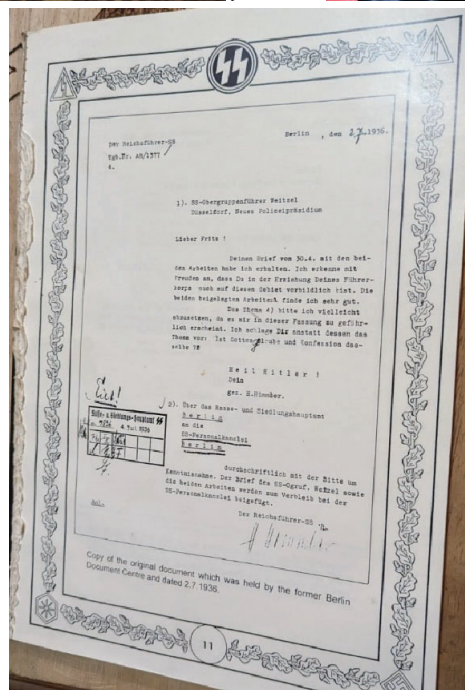 Der Reichsführer-SS
Tgb.Nr. AR/1377
Berlin , den 2.7.1936.
1). SS-Obergruppenführer Weitzel
Düsseldorf, Neues Polizeipräsidium
Lieber Fritz !
Deinen Brief vom 30.4. mit den bei-
den Arbeiten habe ich erhalten. Ich erkenne mit
Freuden an, dass Du in der Erziehung Deines Führer-
korps auch auf diesem Gebiet vorbildlich bist. Die
beiden beigelegten Arbeiten finde ich sehr gut.
Das Thema d) bitte ich vielleicht
abzusetzen, da es mir in dieser Fassung zu gefähr-
lich erscheint. Ich schlage Dir anstatt dessen das
Thema vor: Ist Gottesglaube und Confession das-
selbe ?
Heil Hitler !
Dein
gez. H.Himmler.
2). Über das Rasse- und Siedlungshauptamt
Berlin
an die
SS-Personalkanzlei
Berlin
Rasse- u. Siedlungs-Hauptamt SS
4. Juli 1936
durchschriftlich mit der Bitte um
Kenntnisnahme. Der Brief des SS-Ogruf. Weitzel sowie
die beiden Arbeiten werden zum Verbleib bei der
SS-Personalkanzlei beigefügt.
Der Reichsführer-SS
H Himmler
Copy of the original document which was held by the former Berlin
Document Centre and dated 2.7.1936.
11